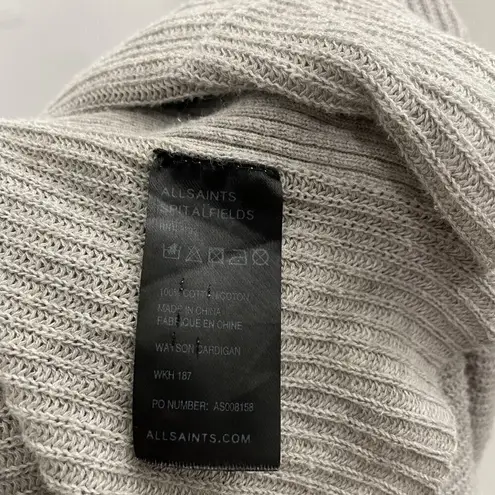 ALLSAINTS
SPITALFIELDS
100% COTTON/COTON
MADE IN CHINA
FABRIQUE EN CHINE
WATSON CARDIGAN
WKH 187
PO NUMBER: AS008158
ALLSAINTS.COM